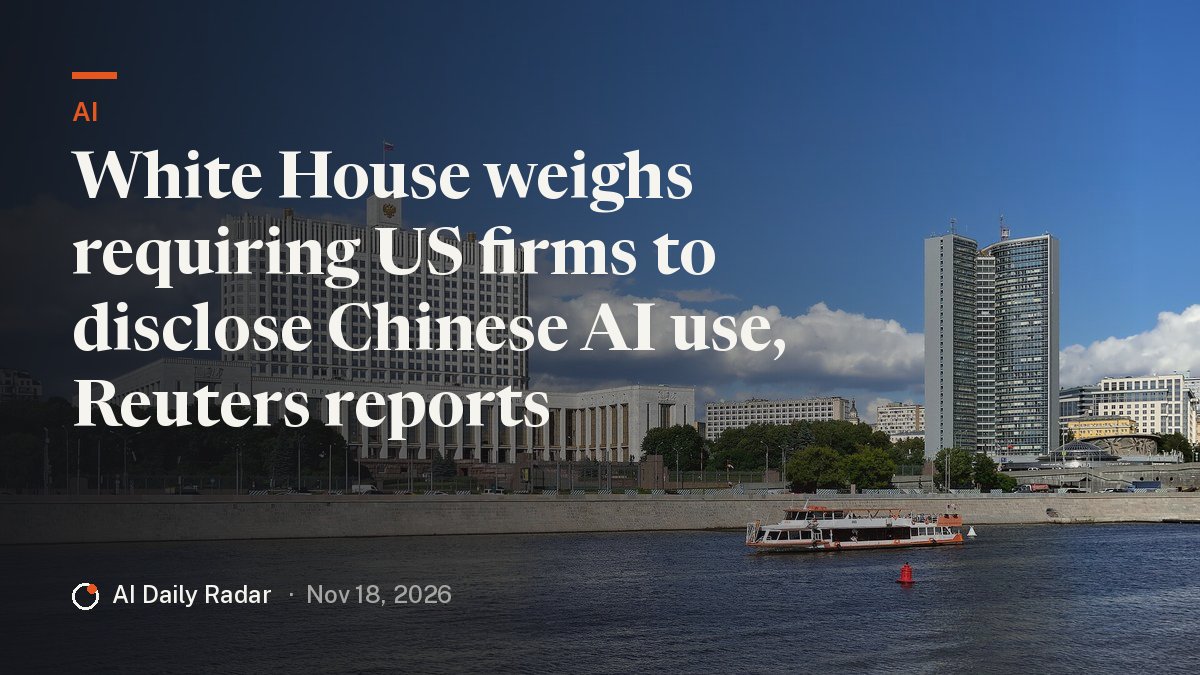 AI
White House weighs
requiring US firms to
disclose Chinese AI use,
Reuters reports
AI Daily Radar · Nov 18, 2026